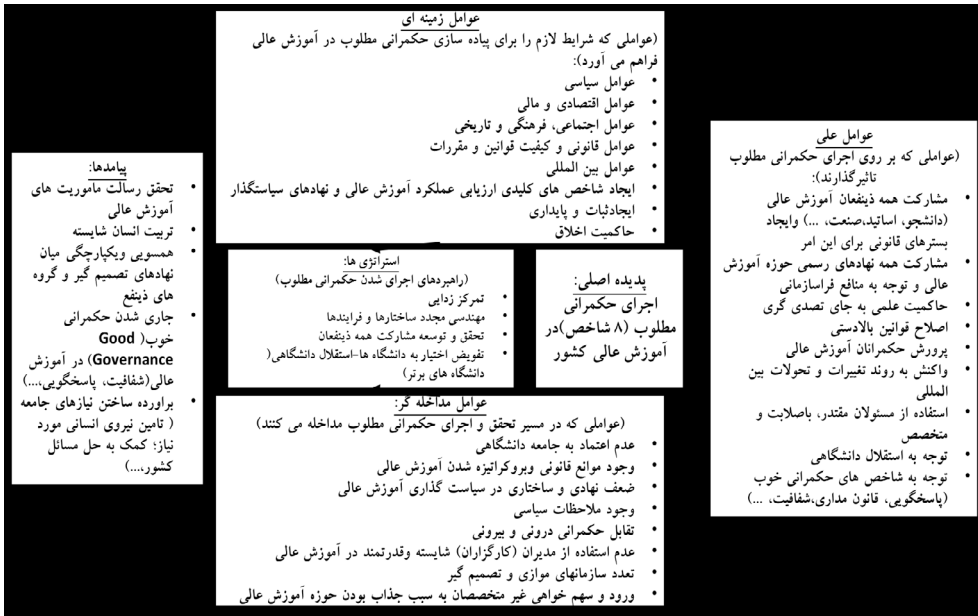 عوامل زمینه ای
(عواملی که شرایط لازم را برای پیاده سازی حکمرانی مطلوب در آموزش عالی
فراهم می آورد):
• عوامل سیاسی
• عوامل اقتصادی و مالی
• عوامل اجتماعی، فرهنگی و تاریخی
• عوامل قانونی و کیفیت قوانین و مقررات
• عوامل بین المللی
• ایجاد شاخص های کلیدی ارزیابی عملکرد آموزش عالی و نهادهای سیاستگذار
• ایجادثبات و پایداری
• حاکمیت اخلاق
عوامل علی
(عواملی که بر روی اجرای حکمرانی مطلوب
تاثیرگذارند):
• مشارکت همه ذینفعان آموزش عالی
(دانشجو، اساتید،صنعت، ...) وایجاد
بسترهای قانونی برای این امر
• مشارکت همه نهادهای رسمی حوزه آموزش
عالی و توجه به منافع فراسازمانی
• حاکمیت علمی به جای تصدی گری
• اصلاح قوانین بالادستی
• پرورش حکمرانان آموزش عالی
• واکنش به روند تغییرات و تحولات بین
المللی
• استفاده از مسئولان مقتدر، باصلابت و
متخصص
• توجه به استقلال دانشگاهی
• توجه به شاخص های حکمرانی خوب
(پاسخگویی، قانون مداری،شفافیت، ...)
پدیده اصلی:
اجرای حکمرانی
مطلوب (۸ شاخص)در
آموزش عالی کشور
استراتژی ها:
(راهبردهای اجرای شدن حکمرانی مطلوب)
• تمرکز زدایی
• مهندسی مجدد ساختارها و فرایندها
• تحقق و توسعه مشارکت همه ذینفعان
• تفویض اختیار به دانشگاه ها-استقلال دانشگاهی(
دانشگاه های برتر)
عوامل مداخله گر:
(عواملی که در مسیر تحقق و اجرای حکمرانی مطلوب مداخله می کنند)
• عدم اعتماد به جامعه دانشگاهی
• وجود موانع قانونی وبروکراتیزه شدن آموزش عالی
• ضعف نهادی و ساختاری در سیاست گذاری آموزش عالی
• وجود ملاحظات سیاسی
• تقابل حکمرانی درونی و بیرونی
• عدم استفاده از مدیران (کارگزاران) شایسته وقدرتمند در آموزش عالی
• تعدد سازمانهای موازی و تصمیم گیر
• ورود و سهم خواهی غیر متخصصان به سبب جذاب بودن حوزه آموزش عالی
پیامدها:
• تحقق رسالت ماموریت های
آموزش عالی
• تربیت انسان شایسته
• همسویی ویکپارچگی میان
نهادهای تصمیم گیر و گروه
های ذینفع
• جاری شدن حکمرانی
خوب( Good
Governance) در آموزش
عالی(شفافیت، پاسخگویی،...)
• براورده ساختن نیازهای جامعه
( تامین نیروی انسانی مورد
نیاز؛ کمک به حل مسائل
کشور،...)